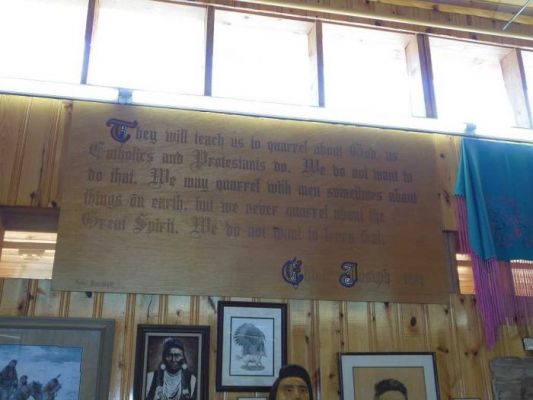 They will teach us to quarrel about God, as
Catholics and Protestants do. We do not want to
do that. We may quarrel with men sometimes about
things on earth, but we never quarrel about the
Great Spirit. We do not want to learn that.
Chief Joseph